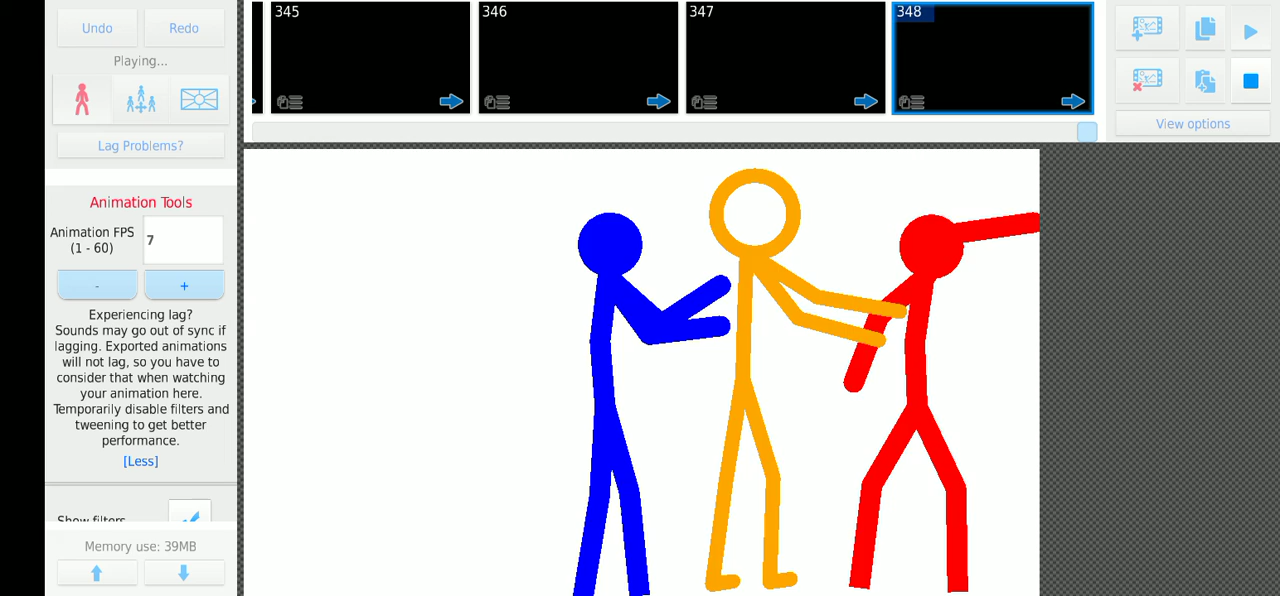 Undo
Redo
Playing...
Lag Problems?
Animation Tools
Animation FPS
(1 - 60)
7
-
+
Experiencing lag?
Sounds may go out of sync if
lagging. Exported animations
will not lag, so you have to
consider that when watching
your animation here.
Temporarily disable filters and
tweening to get better
performance.
[Less]
Show filters
Memory use: 39MB
345
346
347
348
View options